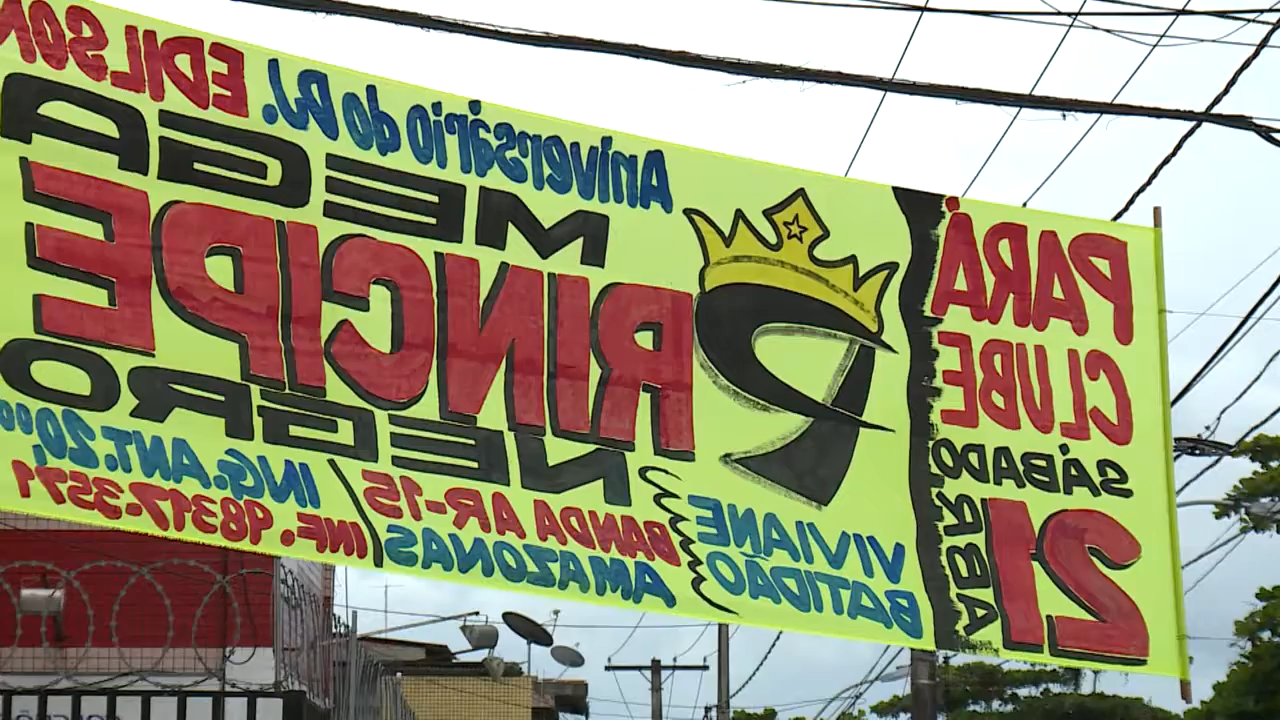 PARÁ
CLUBE
SÁBADO,
21
ABR.
Aniversário do DJ. EDILSON
MEGA
PRINCIPE
NEGRO
VIVIANE
BATIDÃO
BANDA AR-15
AMAZONAS
ING. ANT. 20,00
INF. 98317-3571